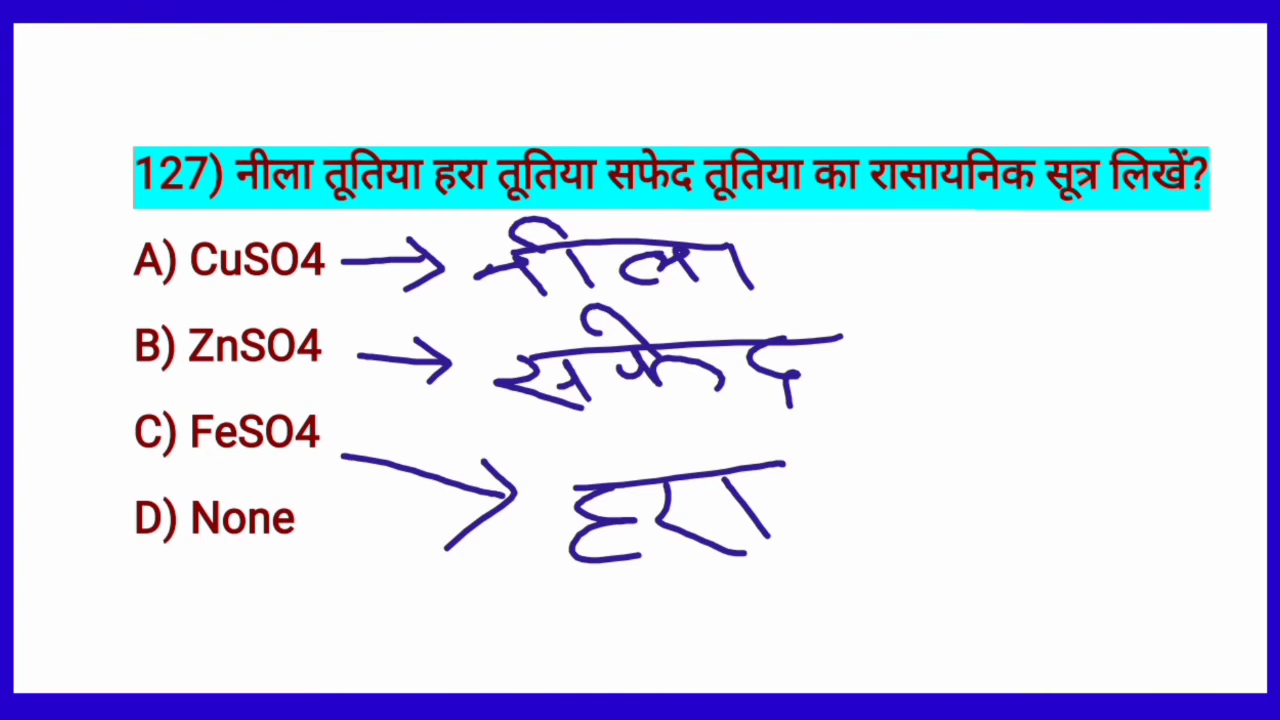 127) नीला तूतिया हरा तूतिया सफेद तूतिया का रासायनिक सूत्र लिखें?
A) CuSO4 → नीला
B) ZnSO4 → सफेद
C) FeSO4 → हरा
D) None